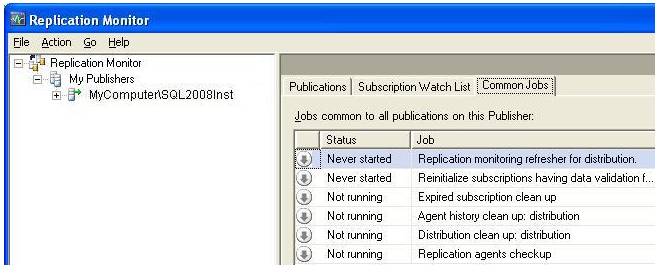 Replication Monitor
File Action Go Help
Replication Monitor
My Publishers
MyComputer\SQL2008Inst
Publications Subscription Watch List Common Jobs
Jobs common to all publications on this Publisher:
Status Job
Never started Replication monitoring refresher for distribution.
Never started Reinitialize subscriptions having data validation f...
Not running Expired subscription clean up
Not running Agent history clean up: distribution
Not running Distribution clean up: distribution
Not running Replication agents checkup